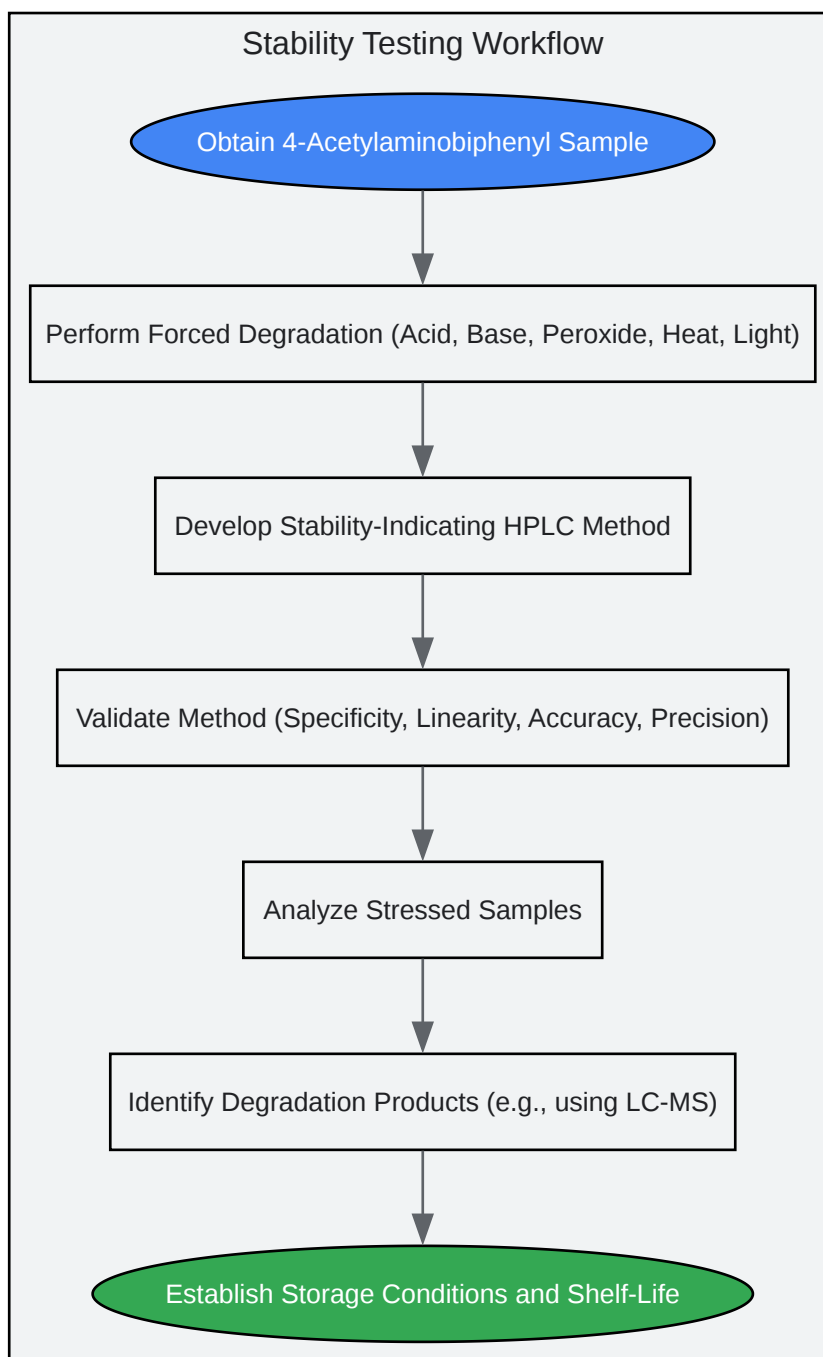 Stability Testing Workflow
Obtain 4-Acetylaminobiphenyl Sample
Perform Forced Degradation (Acid, Base, Peroxide, Heat, Light)
Develop Stability-Indicating HPLC Method
Validate Method (Specificity, Linearity, Accuracy, Precision)
Analyze Stressed Samples
Identify Degradation Products (e.g., using LC-MS)
Establish Storage Conditions and Shelf-Life